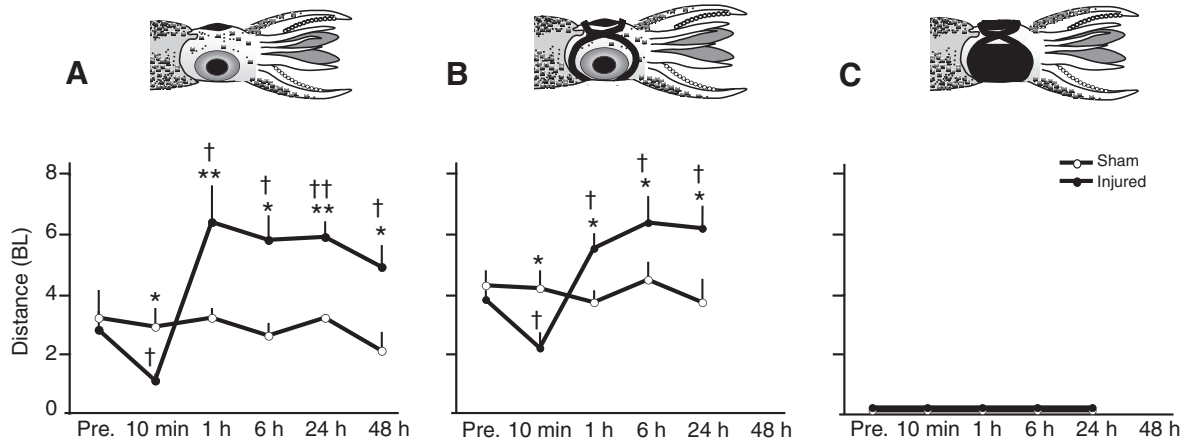 A
B
C
Distance (BL)
8
6
4
2
0
†
**
†
*
††
**
†
*
*
†
Pre. 10 min 1 h 6 h 24 h 48 h
†
*
†
*
†
*
*
†
Pre. 10 min 1 h 6 h 24 h 48 h
Sham
Injured
Pre. 10 min 1 h 6 h 24 h 48 h